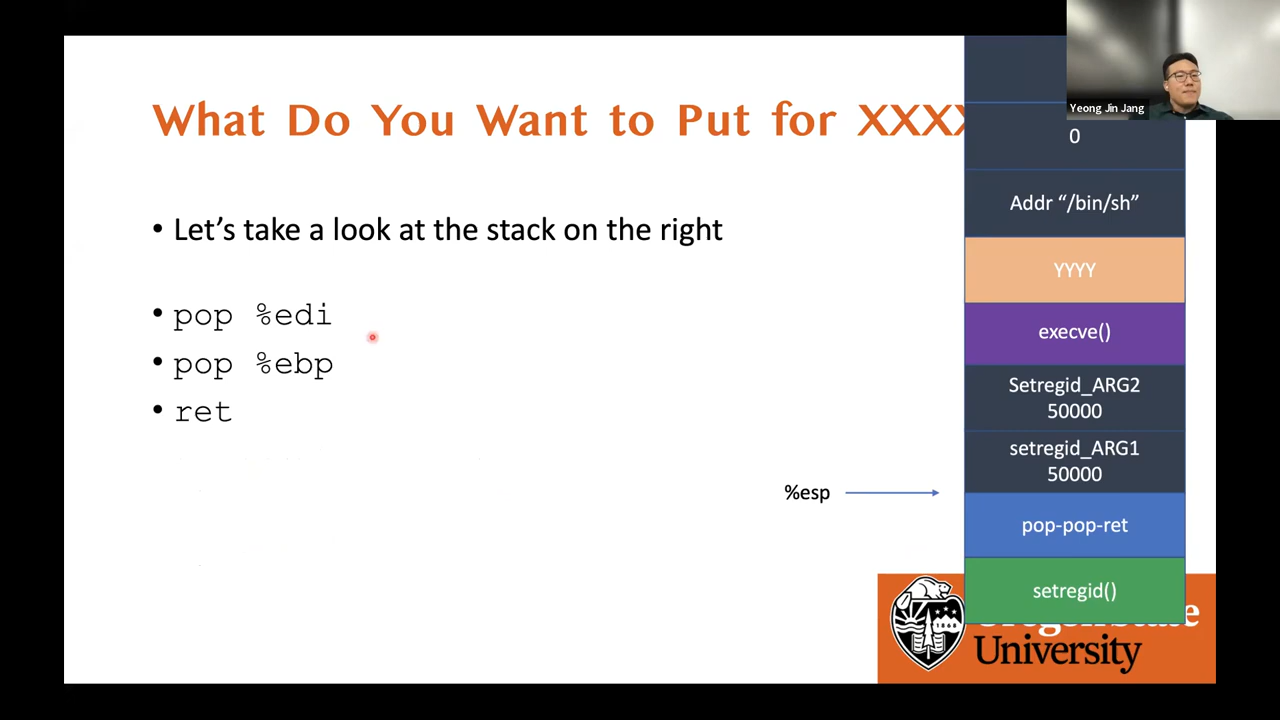 What Do You Want to Put for XXXX
Yeong Jin Jang
0
• Let's take a look at the stack on the right
Addr “/bin/sh”
YYYY
• pop %edi
execve()
• pop %ebp
Setregid_ARG2
50000
• ret
setregid_ARG1
50000
%esp
pop-pop-ret
setregid()
University